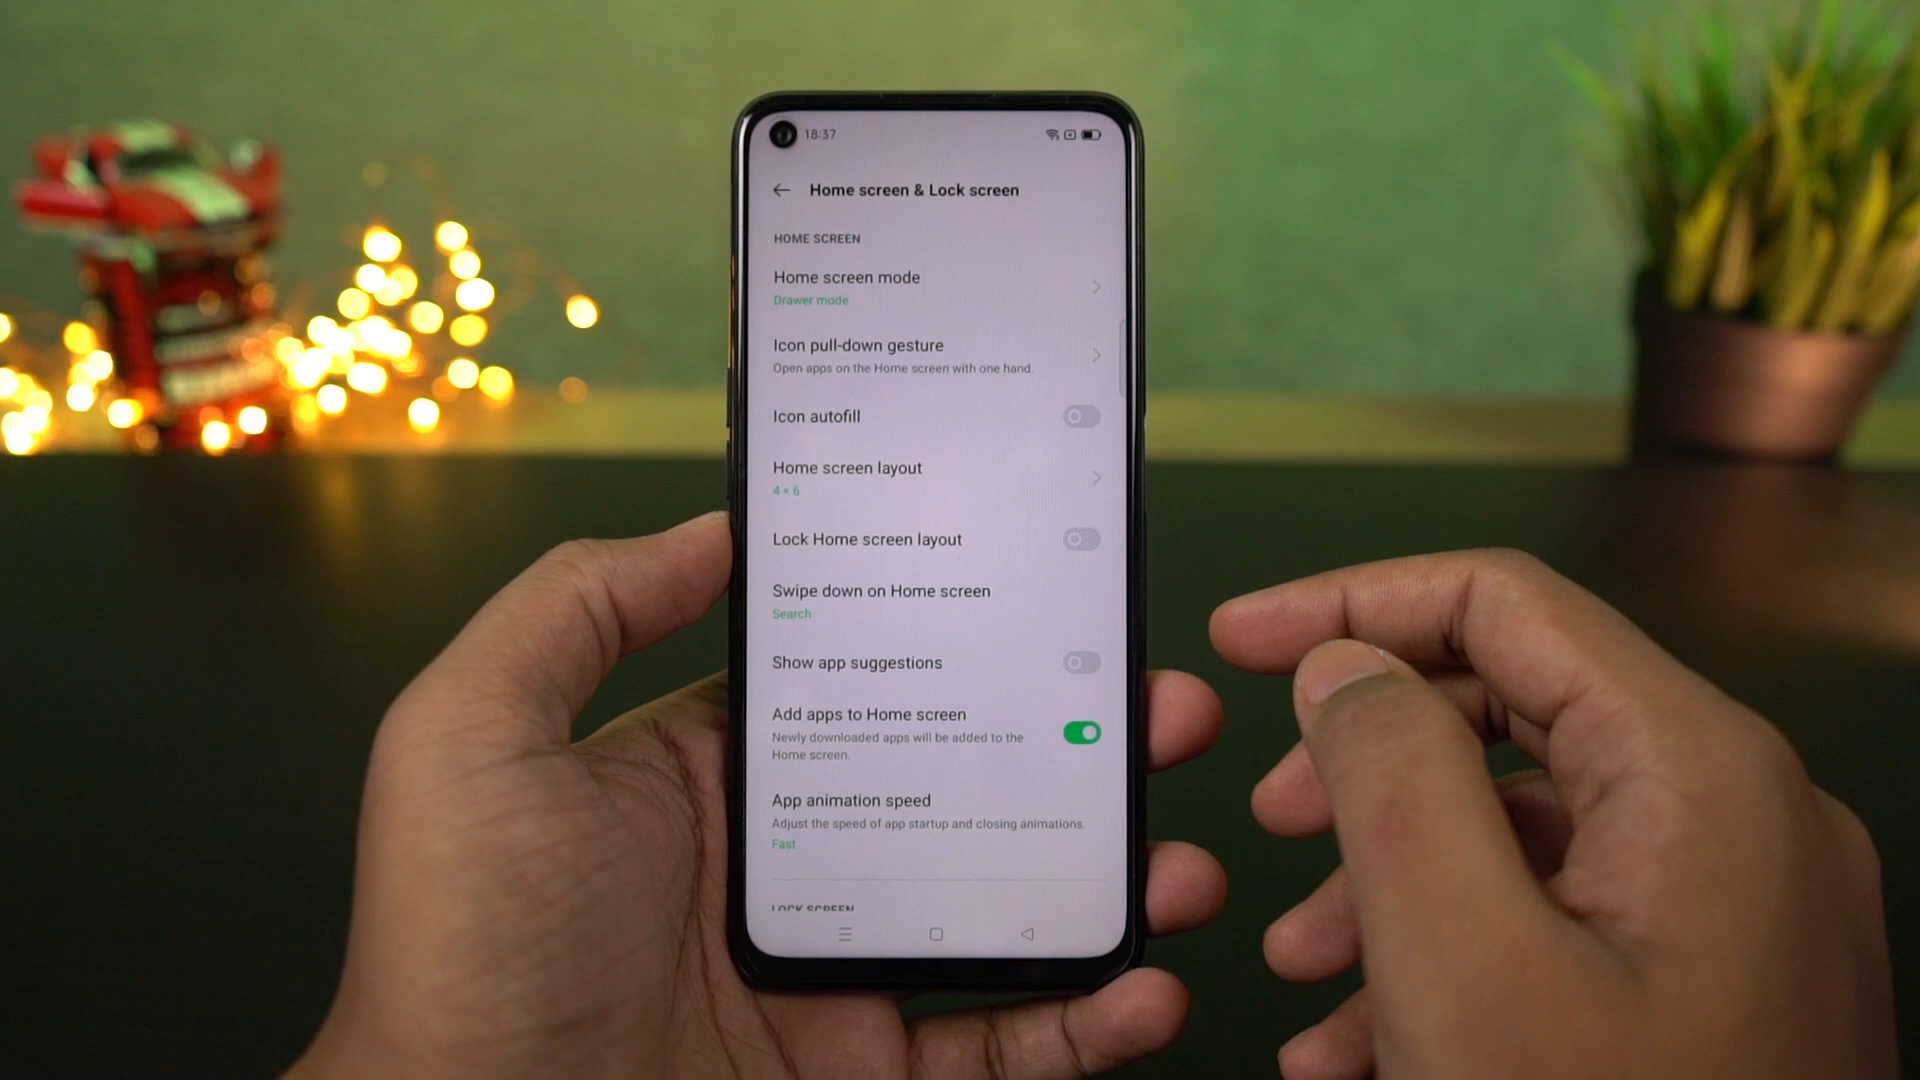 18:37
Home screen & Lock screen
HOME SCREEN
Home screen mode
Drawer mode
Icon pull-down gesture
Open apps on the Home screen with one hand.
Icon autofill
Home screen layout
4 × 6
Lock Home screen layout
Swipe down on Home screen
Search
Show app suggestions
Add apps to Home screen
Newly downloaded apps will be added to the
Home screen.
App animation speed
Adjust the speed of app startup and closing animations.
Fast
LOCK SCREEN